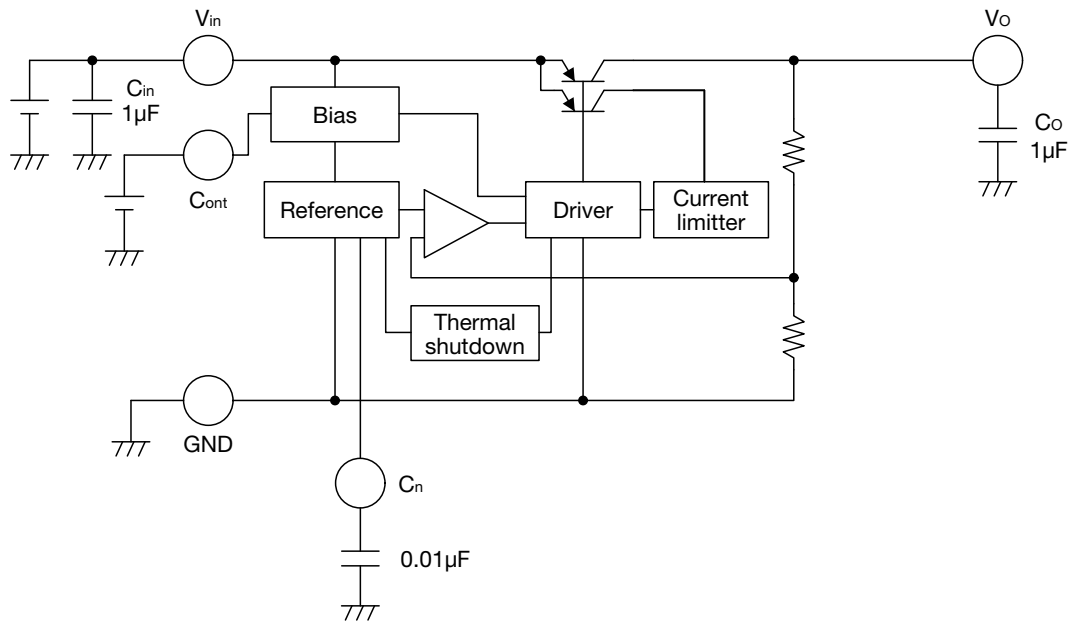 Vin
VO
Cin
1µF
Bias
CO
1µF
Cont
Reference
Driver
Current
limitter
Thermal
shutdown
GND
Cn
0.01µF